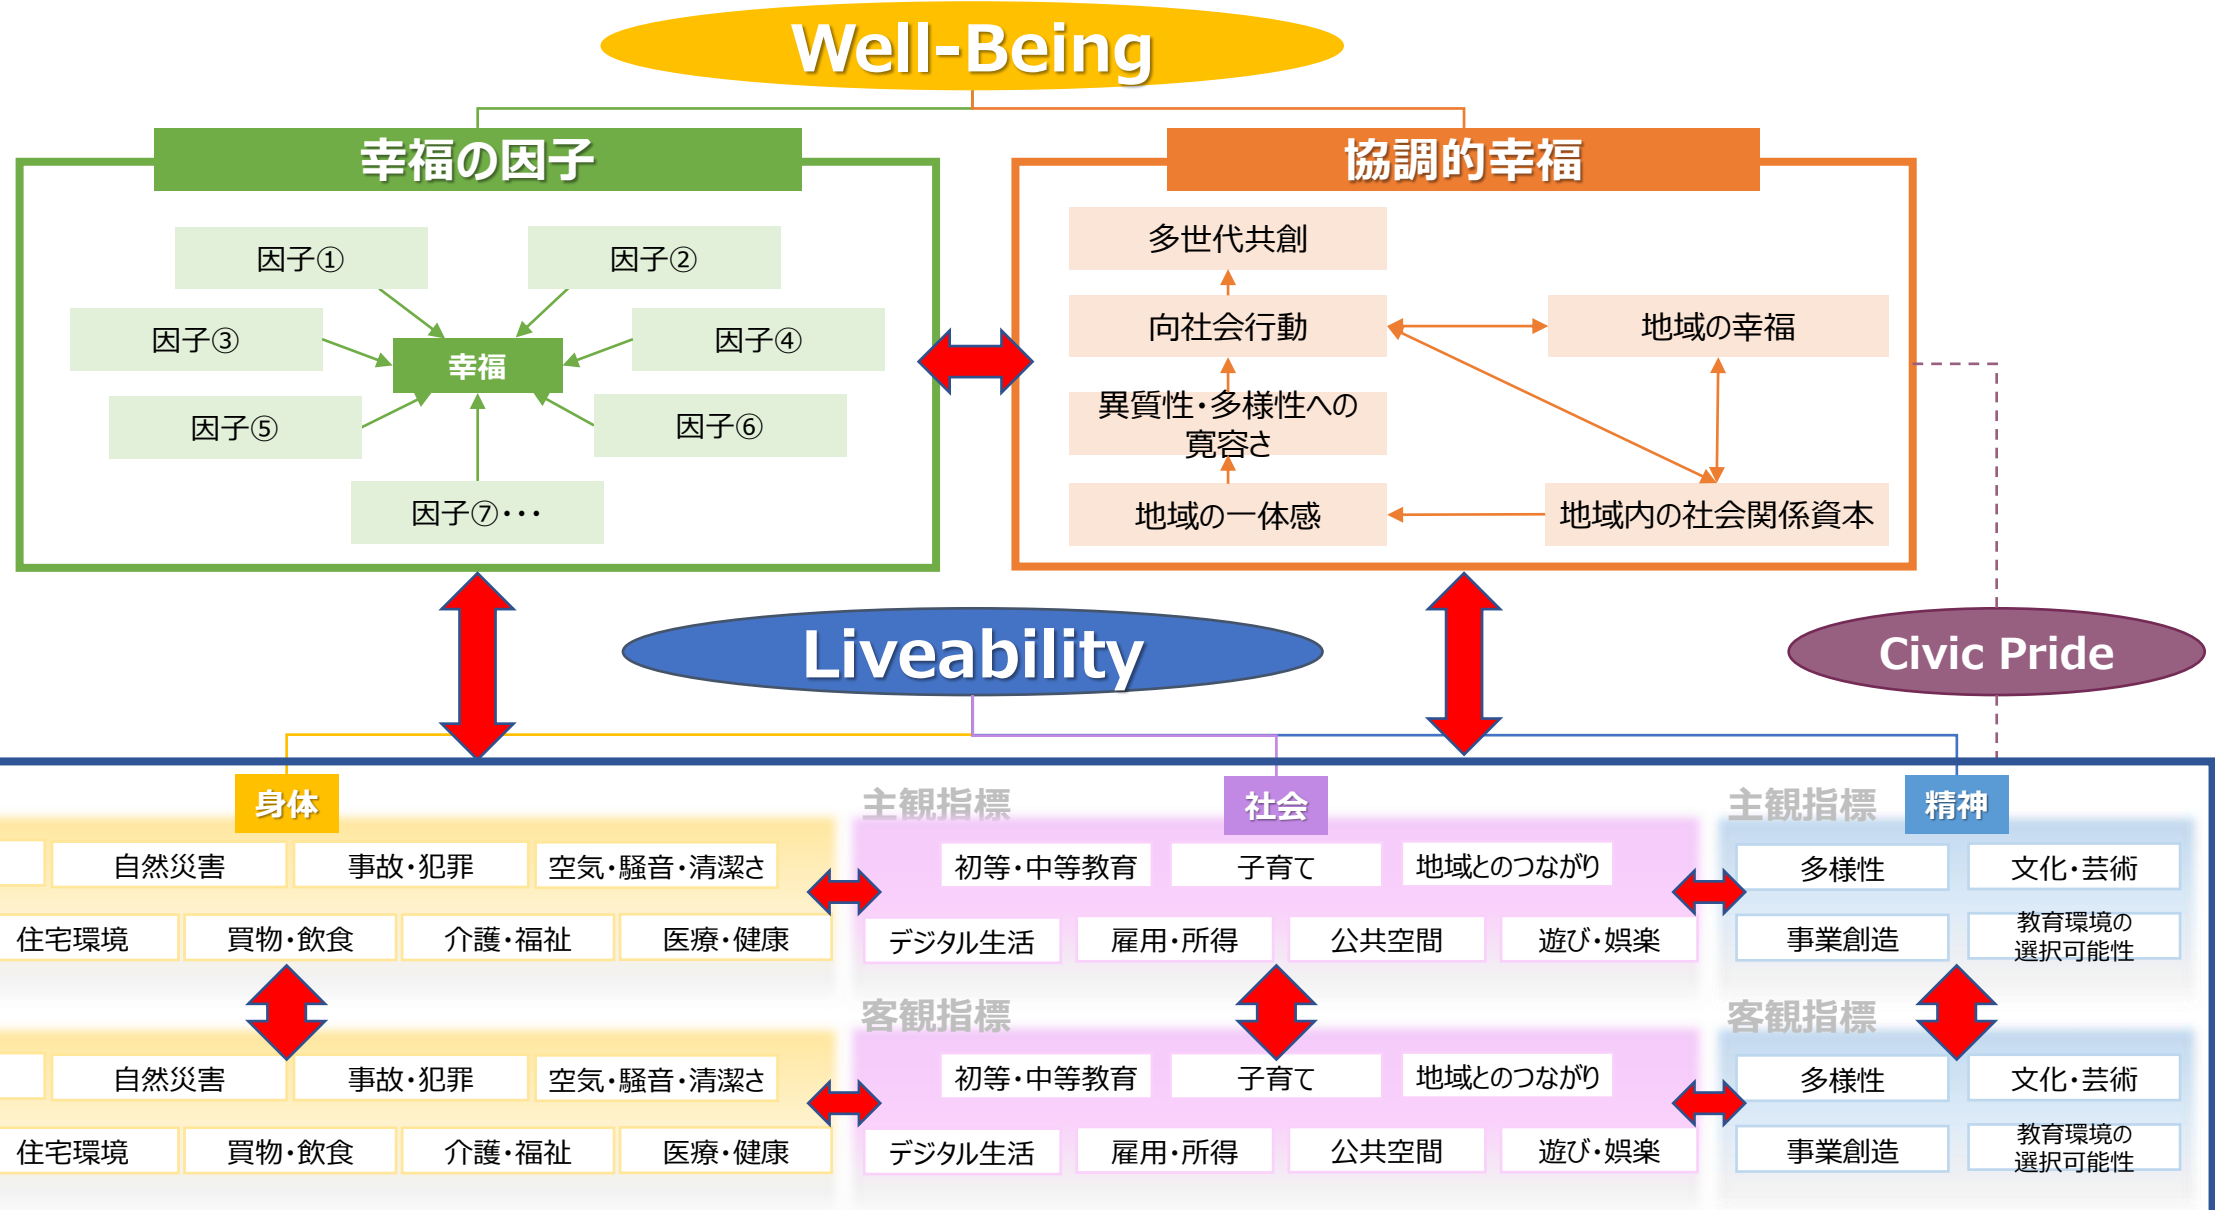 Well-Being
幸福の因子
協調的幸福
因子①
因子②
因子③
因子④
幸福
因子⑤
因子⑥
因子⑦・・・
多世代共創
向社会行動
地域の幸福
異質性・多様性への
寛容さ
地域の一体感
地域内の社会関係資本
Liveability
Civic Pride
身体
主観指標
社会
主観指標
精神
自然災害
事故・犯罪
空気・騒音・清潔さ
初等・中等教育
子育て
地域とのつながり
多様性
文化・芸術
住宅環境
買物・飲食
介護・福祉
医療・健康
デジタル生活
雇用・所得
公共空間
遊び・娯楽
事業創造
教育環境の
選択可能性
客観指標
客観指標
自然災害
事故・犯罪
空気・騒音・清潔さ
初等・中等教育
子育て
地域とのつながり
多様性
文化・芸術
住宅環境
買物・飲食
介護・福祉
医療・健康
デジタル生活
雇用・所得
公共空間
遊び・娯楽
事業創造
教育環境の
選択可能性